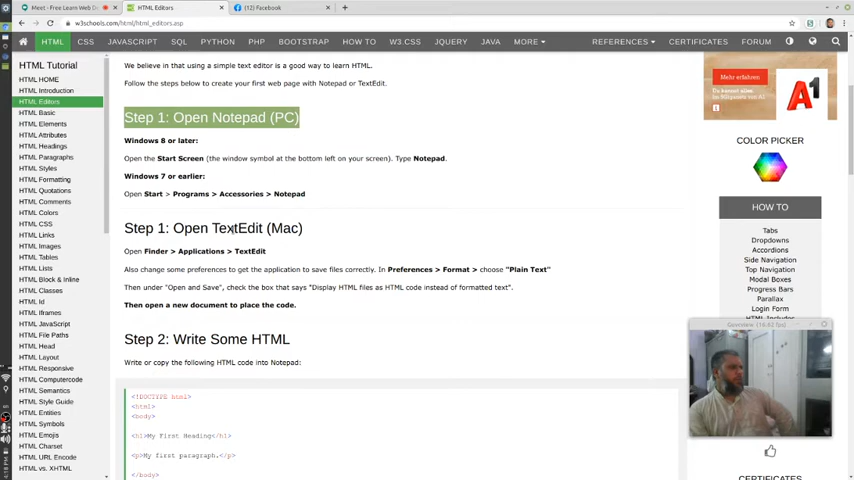 Meet - Free Learn Web D
HTML Editors
(12) Facebook
w3schools.com/html/html_editors.asp
HTML
CSS
JAVASCRIPT
SQL
PYTHON
PHP
BOOTSTRAP
HOW TO
W3.CSS
JQUERY
JAVA
MORE
REFERENCES
CERTIFICATES
FORUM
HTML Tutorial
HTML HOME
HTML Introduction
HTML Editors
HTML Basic
HTML Elements
HTML Attributes
HTML Headings
HTML Paragraphs
HTML Styles
HTML Formatting
HTML Quotations
HTML Comments
HTML Colors
HTML CSS
HTML Links
HTML Images
HTML Tables
HTML Lists
HTML Block & Inline
HTML Classes
HTML Id
HTML Iframes
HTML JavaScript
HTML File Paths
HTML Head
HTML Layout
HTML Responsive
HTML Computercode
HTML Semantics
HTML Style Guide
HTML Entities
HTML Symbols
HTML Emojis
HTML Charset
HTML URL Encode
HTML vs. XHTML
We believe in that using a simple text editor is a good way to learn HTML.
Follow the steps below to create your first web page with Notepad or TextEdit.
Step 1: Open Notepad (PC)
Windows 8 or later:
Open the Start Screen (the window symbol at the bottom left on your screen). Type Notepad.
Windows 7 or earlier:
Open Start > Programs > Accessories > Notepad
Step 1: Open TextEdit (Mac)
Open Finder > Applications > TextEdit
Also change some preferences to get the application to save files correctly. In Preferences > Format > choose "Plain Text"
Then under "Open and Save", check the box that says "Display HTML files as HTML code instead of formatted text".
Then open a new document to place the code.
Step 2: Write Some HTML
Write or copy the following HTML code into Notepad:
<!DOCTYPE html>
<html>
<body>
<h1>My First Heading</h1>
<p>My first paragraph.</p>
</body>
Mehr erfahren
A1
COLOR PICKER
HOW TO
Tabs
Dropdowns
Accordions
Side Navigation
Top Navigation
Modal Boxes
Progress Bars
Parallax
Login Form
HTML Includes
CERTIFICATES
4:18 PM